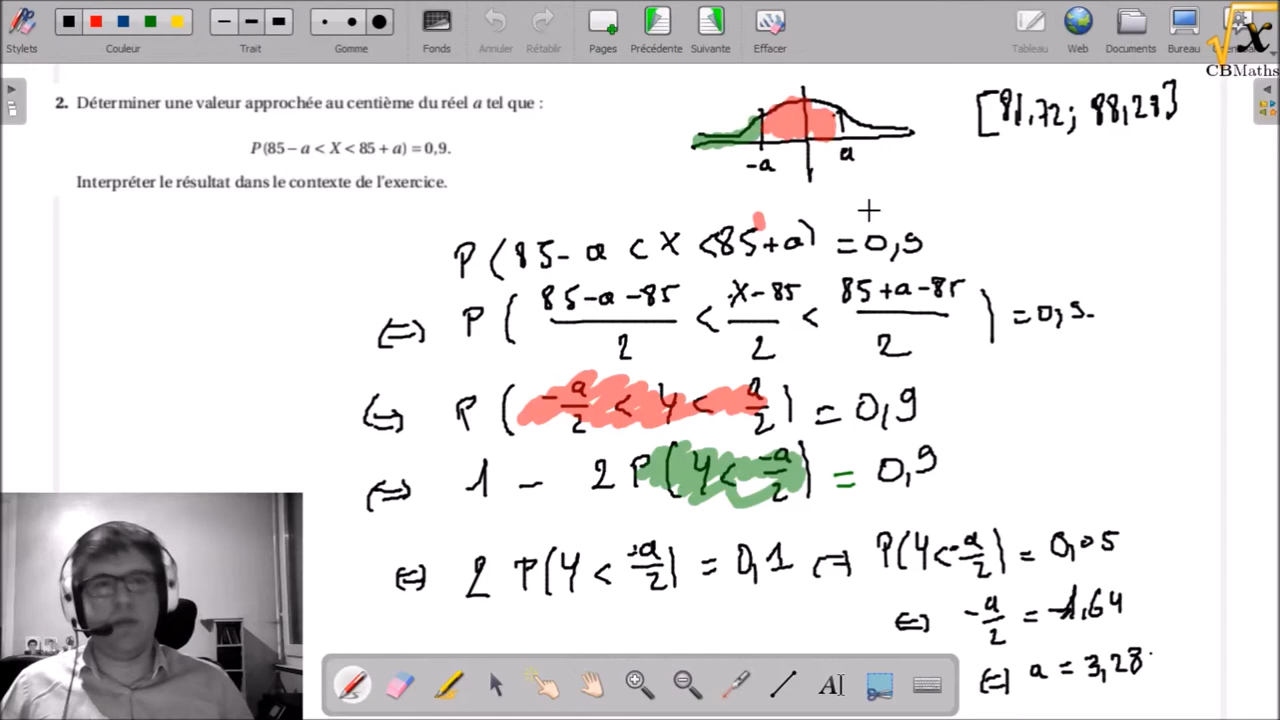 Stylets Couleur Trait Gomme Fonds Annuler Rétablir Pages Précédente Suivante Effacer Tableau Web Documents Bureau
CBMaths
2. Déterminer une valeur approchée au centième du réel a tel que :
P(85 − a < X < 85 + a) = 0,9.
Interpréter le résultat dans le contexte de l'exercice.
[81,72; 88,28]
-a a
P(85-a < X < 85+a) = 0,9
⇔ P( (85-a-85)/2 < (X-85)/2 < (85+a-85)/2 ) = 0,9
⇔ P( -a/2 < Y < a/2 ) = 0,9
⇔ 1 - 2 P(Y < -a/2) = 0,9
⇔ 2 P(Y < -a/2) = 0,1 ⇔ P(Y < -a/2) = 0,05
⇔ -a/2 = -1,64
⇔ a = 3,28